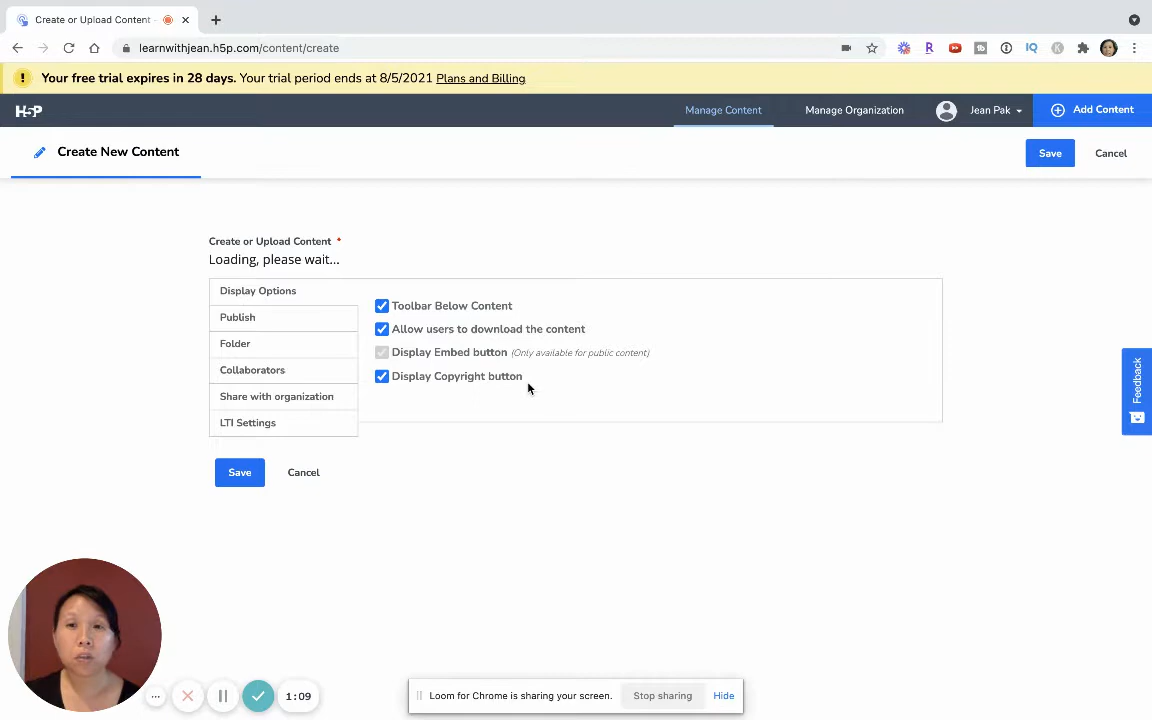 Create or Upload Content -
learnwithjean.h5p.com/content/create
R
IQ
K
Your free trial expires in 28 days. Your trial period ends at 8/5/2021 Plans and Billing
H5P
Manage Content
Manage Organization
Jean Pak
Add Content
Create New Content
Save
Cancel
Create or Upload Content *
Loading, please wait...
Display Options
Publish
Folder
Collaborators
Share with organization
LTI Settings
Toolbar Below Content
Allow users to download the content
Display Embed button (Only available for public content)
Display Copyright button
Feedback
Save
Cancel
1:09
Loom for Chrome is sharing your screen.
Stop sharing
Hide